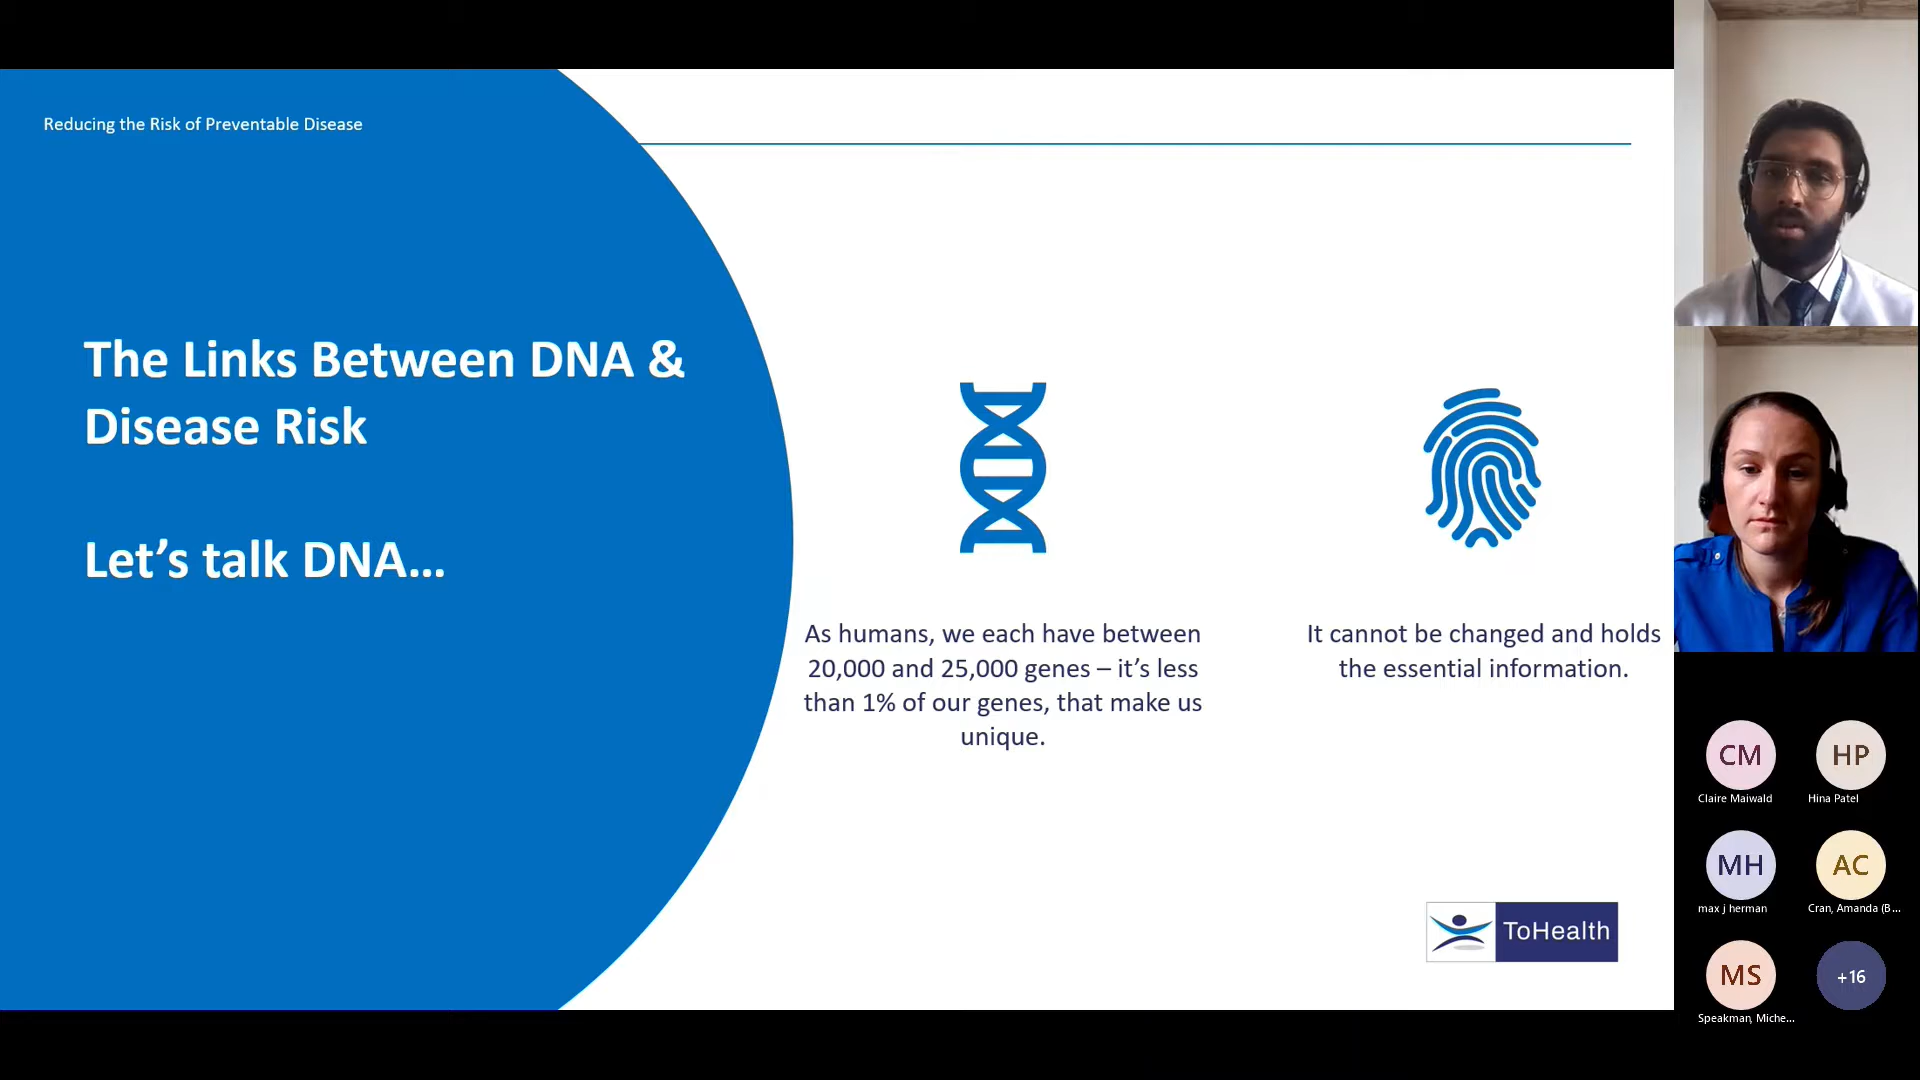 Reducing the Risk of Preventable Disease
The Links Between DNA &
Disease Risk
Let’s talk DNA...
As humans, we each have between
20,000 and 25,000 genes – it’s less
than 1% of our genes, that make us
unique.
It cannot be changed and holds
the essential information.
ToHealth
CM
Claire Maiwald
HP
Hina Patel
MH
max j herman
AC
Cran, Amanda (B...
MS
Speakman, Miche...
+16